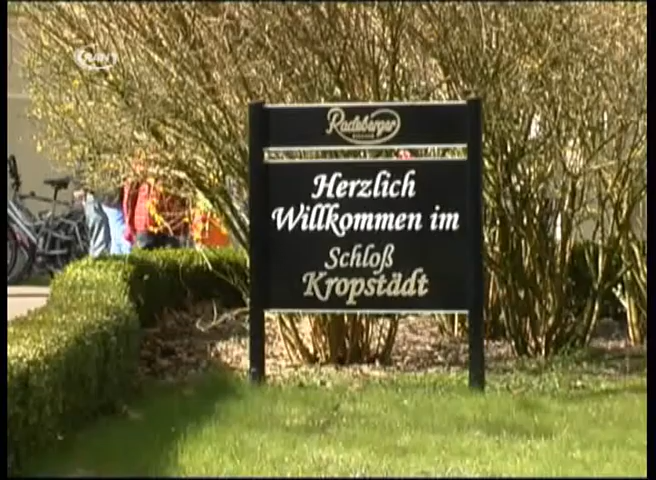 Radeberger
Herzlich
Willkommen im
Schloß
Kropstädt